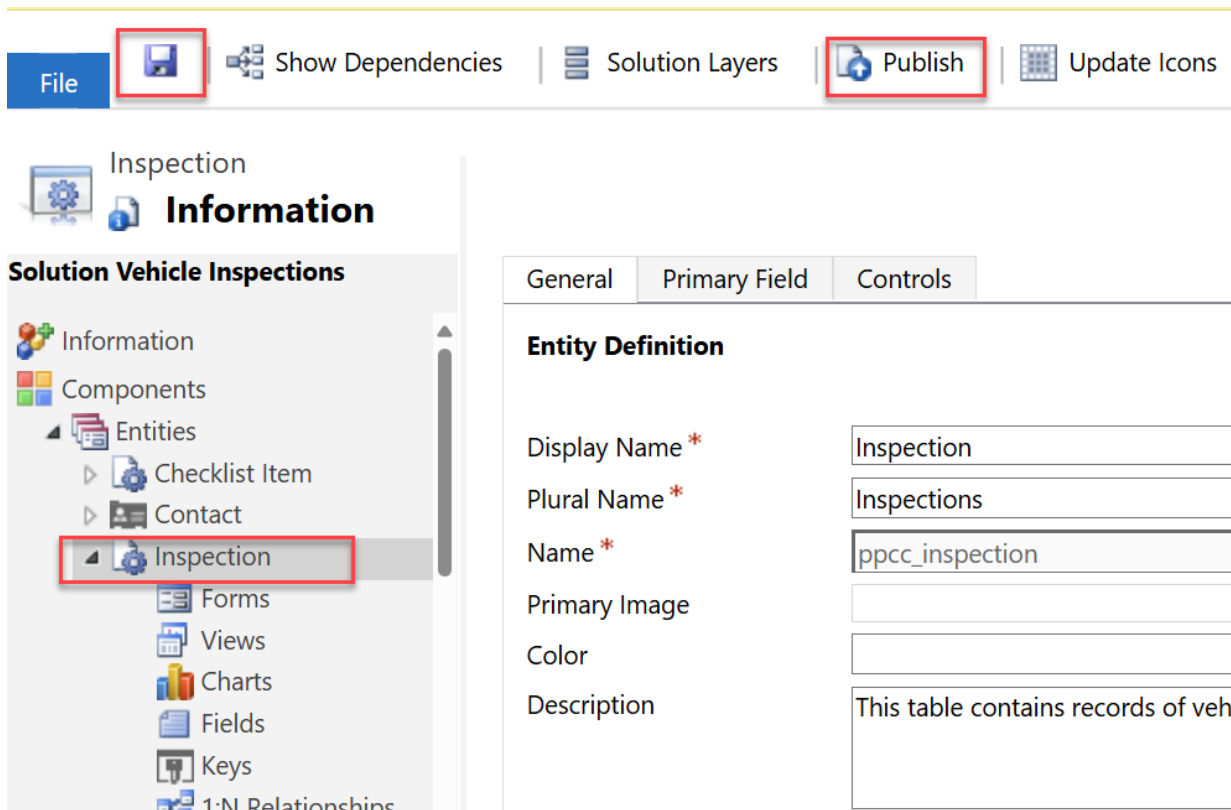 File
Show Dependencies
Solution Layers
Publish
Update Icons
Inspection
Information
Solution Vehicle Inspections
Information
Components
Entities
Checklist Item
Contact
Inspection
Forms
Views
Charts
Fields
Keys
1:N Relationships
General
Primary Field
Controls
Entity Definition
Display Name *
Inspection
Plural Name *
Inspections
Name *
ppcc_inspection
Primary Image
Color
Description
This table contains records of veh